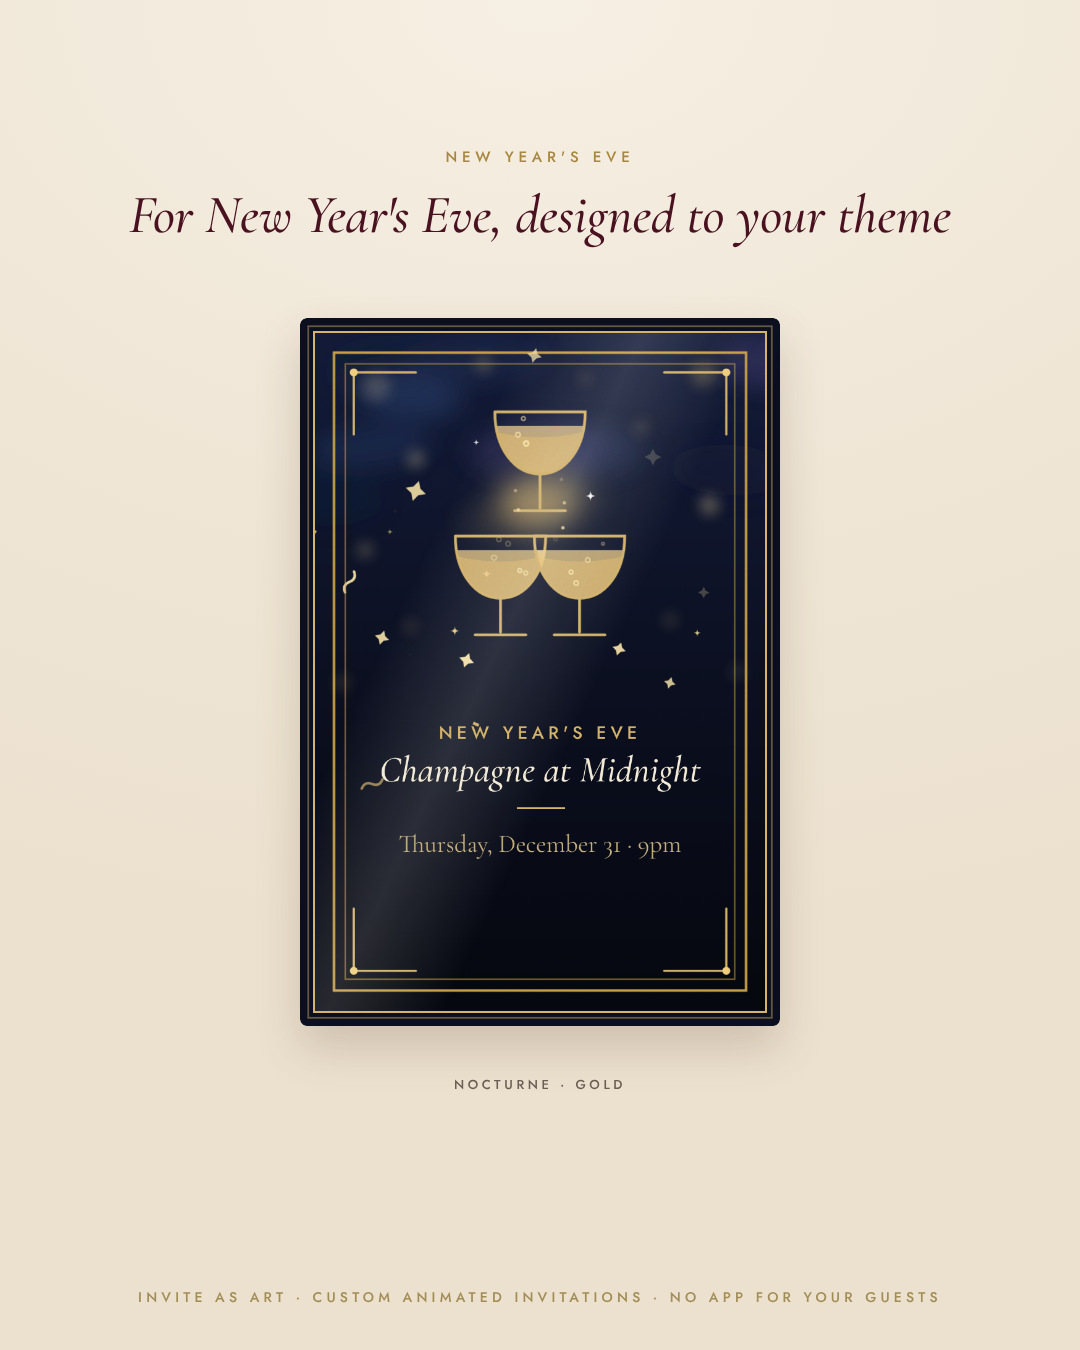 NEW YEAR'S EVE
For New Year's Eve, designed to your theme
NEW YEAR'S EVE
Champagne at Midnight
Thursday, December 31 · 9pm
NOCTURNE · GOLD
INVITE AS ART · CUSTOM ANIMATED INVITATIONS · NO APP FOR YOUR GUESTS